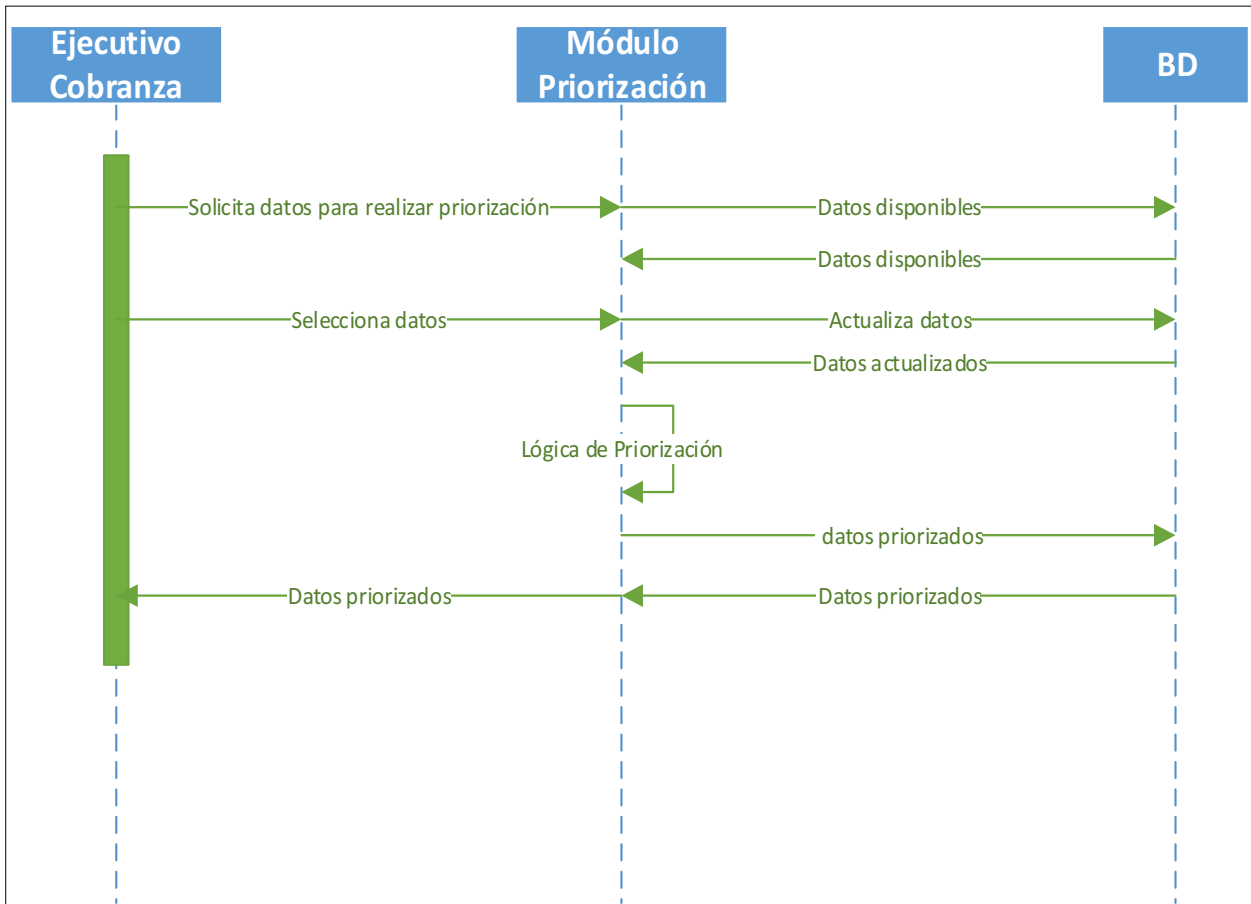 Ejecutivo
Cobranza
Módulo
Priorización
BD
Solicita datos para realizar priorización
Datos disponibles
Datos disponibles
Selecciona datos
Actualiza datos
Datos actualizados
Lógica de Priorización
datos priorizados
Datos priorizados
Datos priorizados